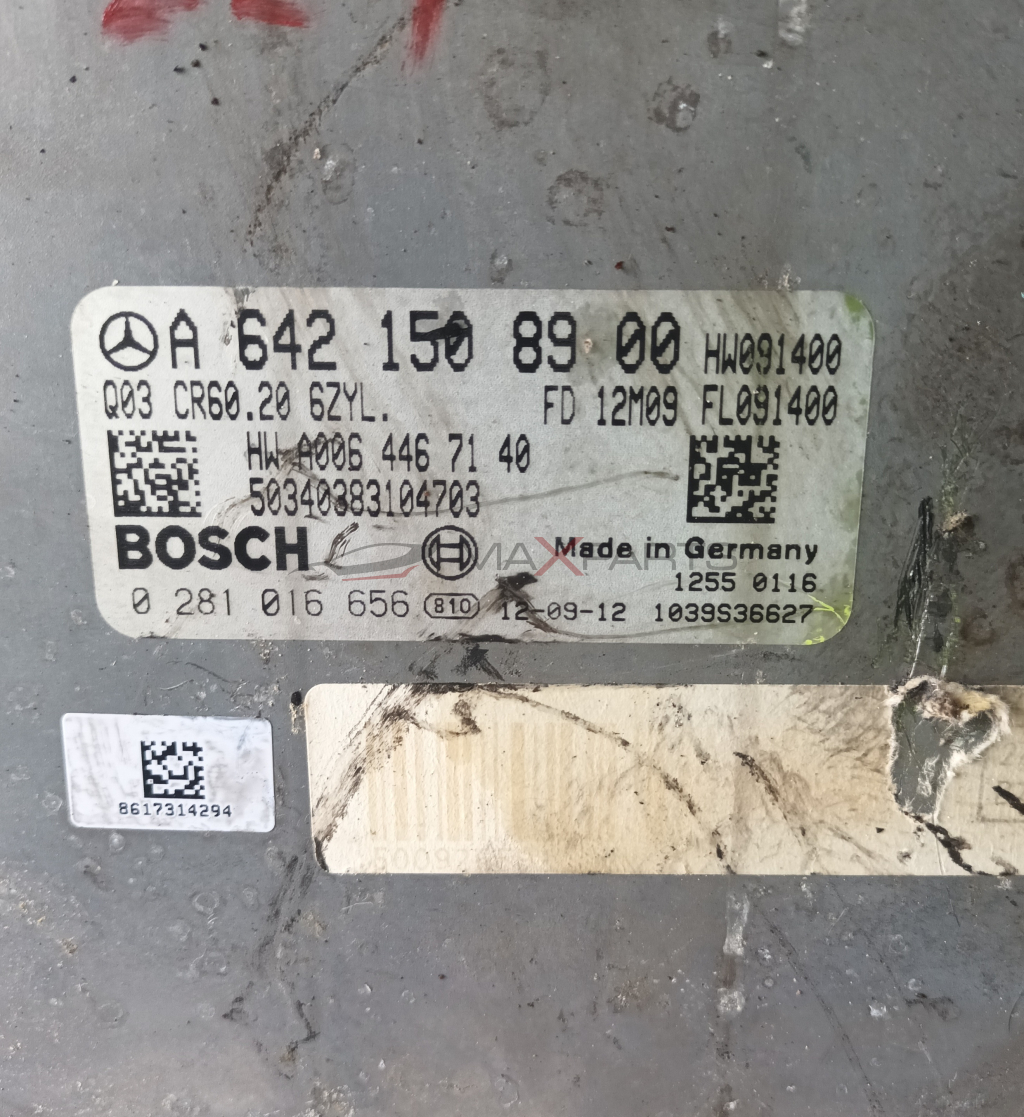 A 642 150 89 00 HW091400
Q03 CR60.20 6ZYL. FD 12M09 FL091400
HW A006 446 71 40
50340383104703
BOSCH MAXPARTS Made in Germany
1255 0116
0 281 016 656 810 12-09-12 1039S36627
8617314294